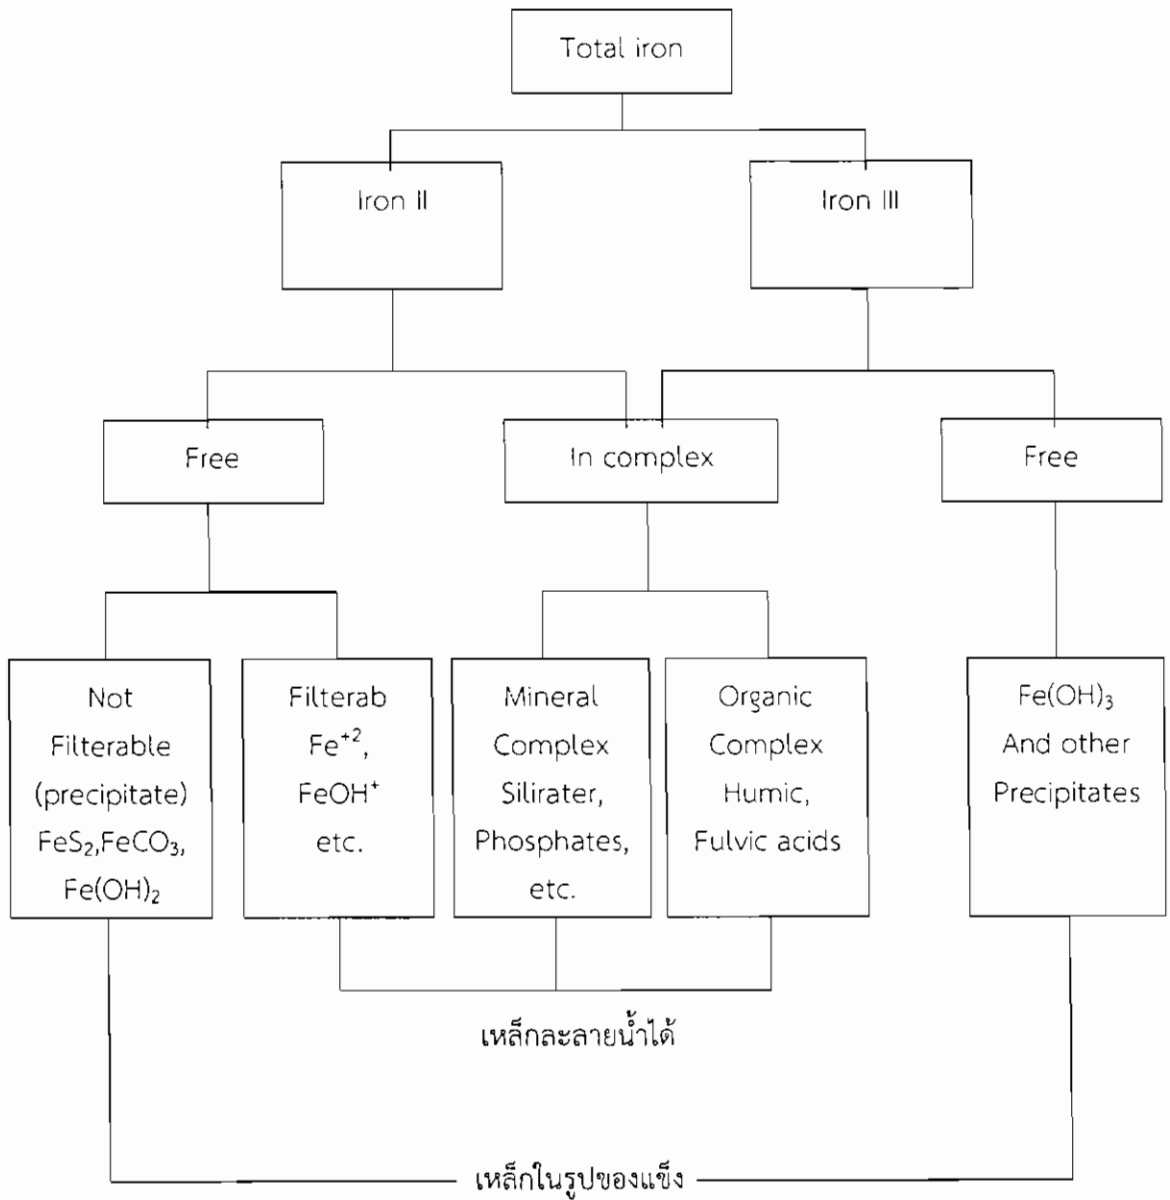 Total iron
Iron II
Iron III
Free
In complex
Free
Not
Filterable
(precipitate)
FeS₂,FeCO₃,
Fe(OH)₂
Filterab
Fe⁺²,
FeOH⁺
etc.
Mineral
Complex
Silirater,
Phosphates,
etc.
Organic
Complex
Humic,
Fulvic acids
Fe(OH)₃
And other
Precipitates
เหล็กละลายน้ำได้
เหล็กในรูปของแข็ง